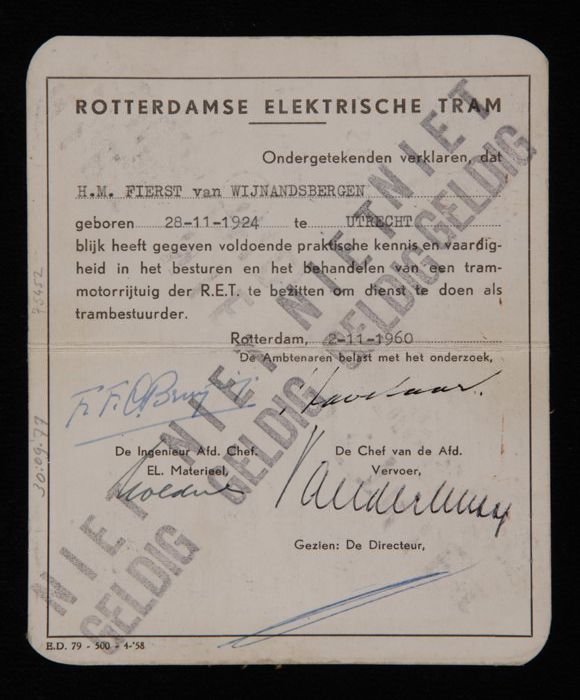 ROTTERDAMSE ELEKTRISCHE TRAM
Ondergetekenden verklaren, dat
H.M. FIERST van WIJNANDSBERGEN
geboren 28-11-1924 te UTRECHT
blijk heeft gegeven voldoende praktische kennis en vaardig-
heid in het besturen en het behandelen van een tram-
motorrijtuig der R.E.T. te bezitten om dienst te doen als
trambestuurder.
Rotterdam, 2-11-1960
De Ambtenaren belast met het onderzoek,
De Ingenieur Afd. Chef.
EL. Materieel,
De Chef van de Afd.
Vervoer,
Gezien: De Directeur,
E.D. 79 - 500 - 4-'58
NIET NIET NIET NIET
GELDIG GELDIG GELDIG GELDIG
75452
30.09.77